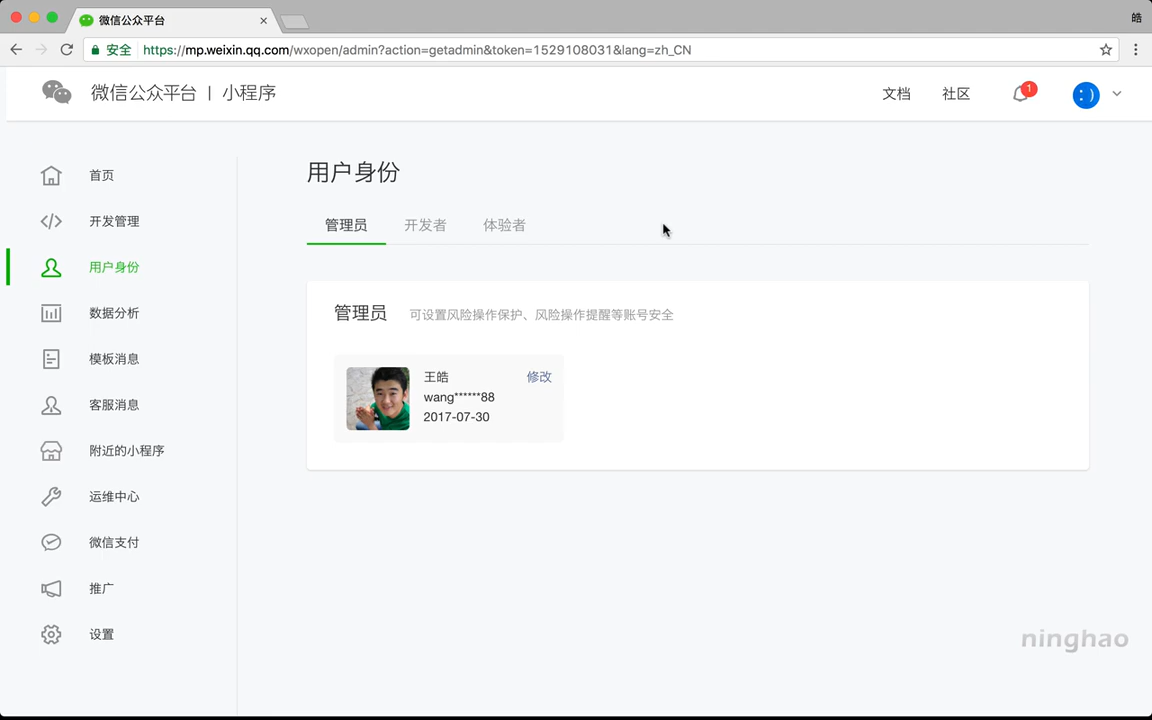 微信公众平台
皓
安全 https://mp.weixin.qq.com/wxopen/admin?action=getadmin&token=1529108031&lang=zh_CN
微信公众平台 | 小程序
文档 社区 1 : )
首页
开发管理
用户身份
数据分析
模板消息
客服消息
附近的小程序
运维中心
微信支付
推广
设置
用户身份
管理员 开发者 体验者
管理员 可设置风险操作保护、风险操作提醒等账号安全
王皓 修改
wang******88
2017-07-30
ninghao